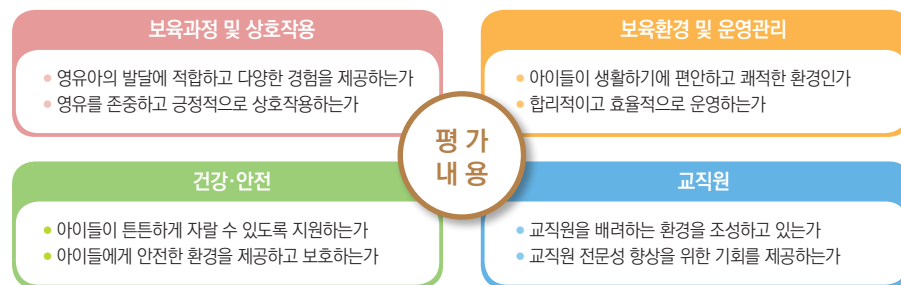 보육과정 및 상호작용
영유아의 발달에 적합하고 다양한 경험을 제공하는가
영유를 존중하고 긍정적으로 상호작용하는가
보육환경 및 운영관리
아이들이 생활하기에 편안하고 쾌적한 환경인가
합리적이고 효율적으로 운영하는가
평가
내용
건강·안전
아이들이 튼튼하게 자랄 수 있도록 지원하는가
아이들에게 안전한 환경을 제공하고 보호하는가
교직원
교직원을 배려하는 환경을 조성하고 있는가
교직원 전문성 향상을 위한 기회를 제공하는가